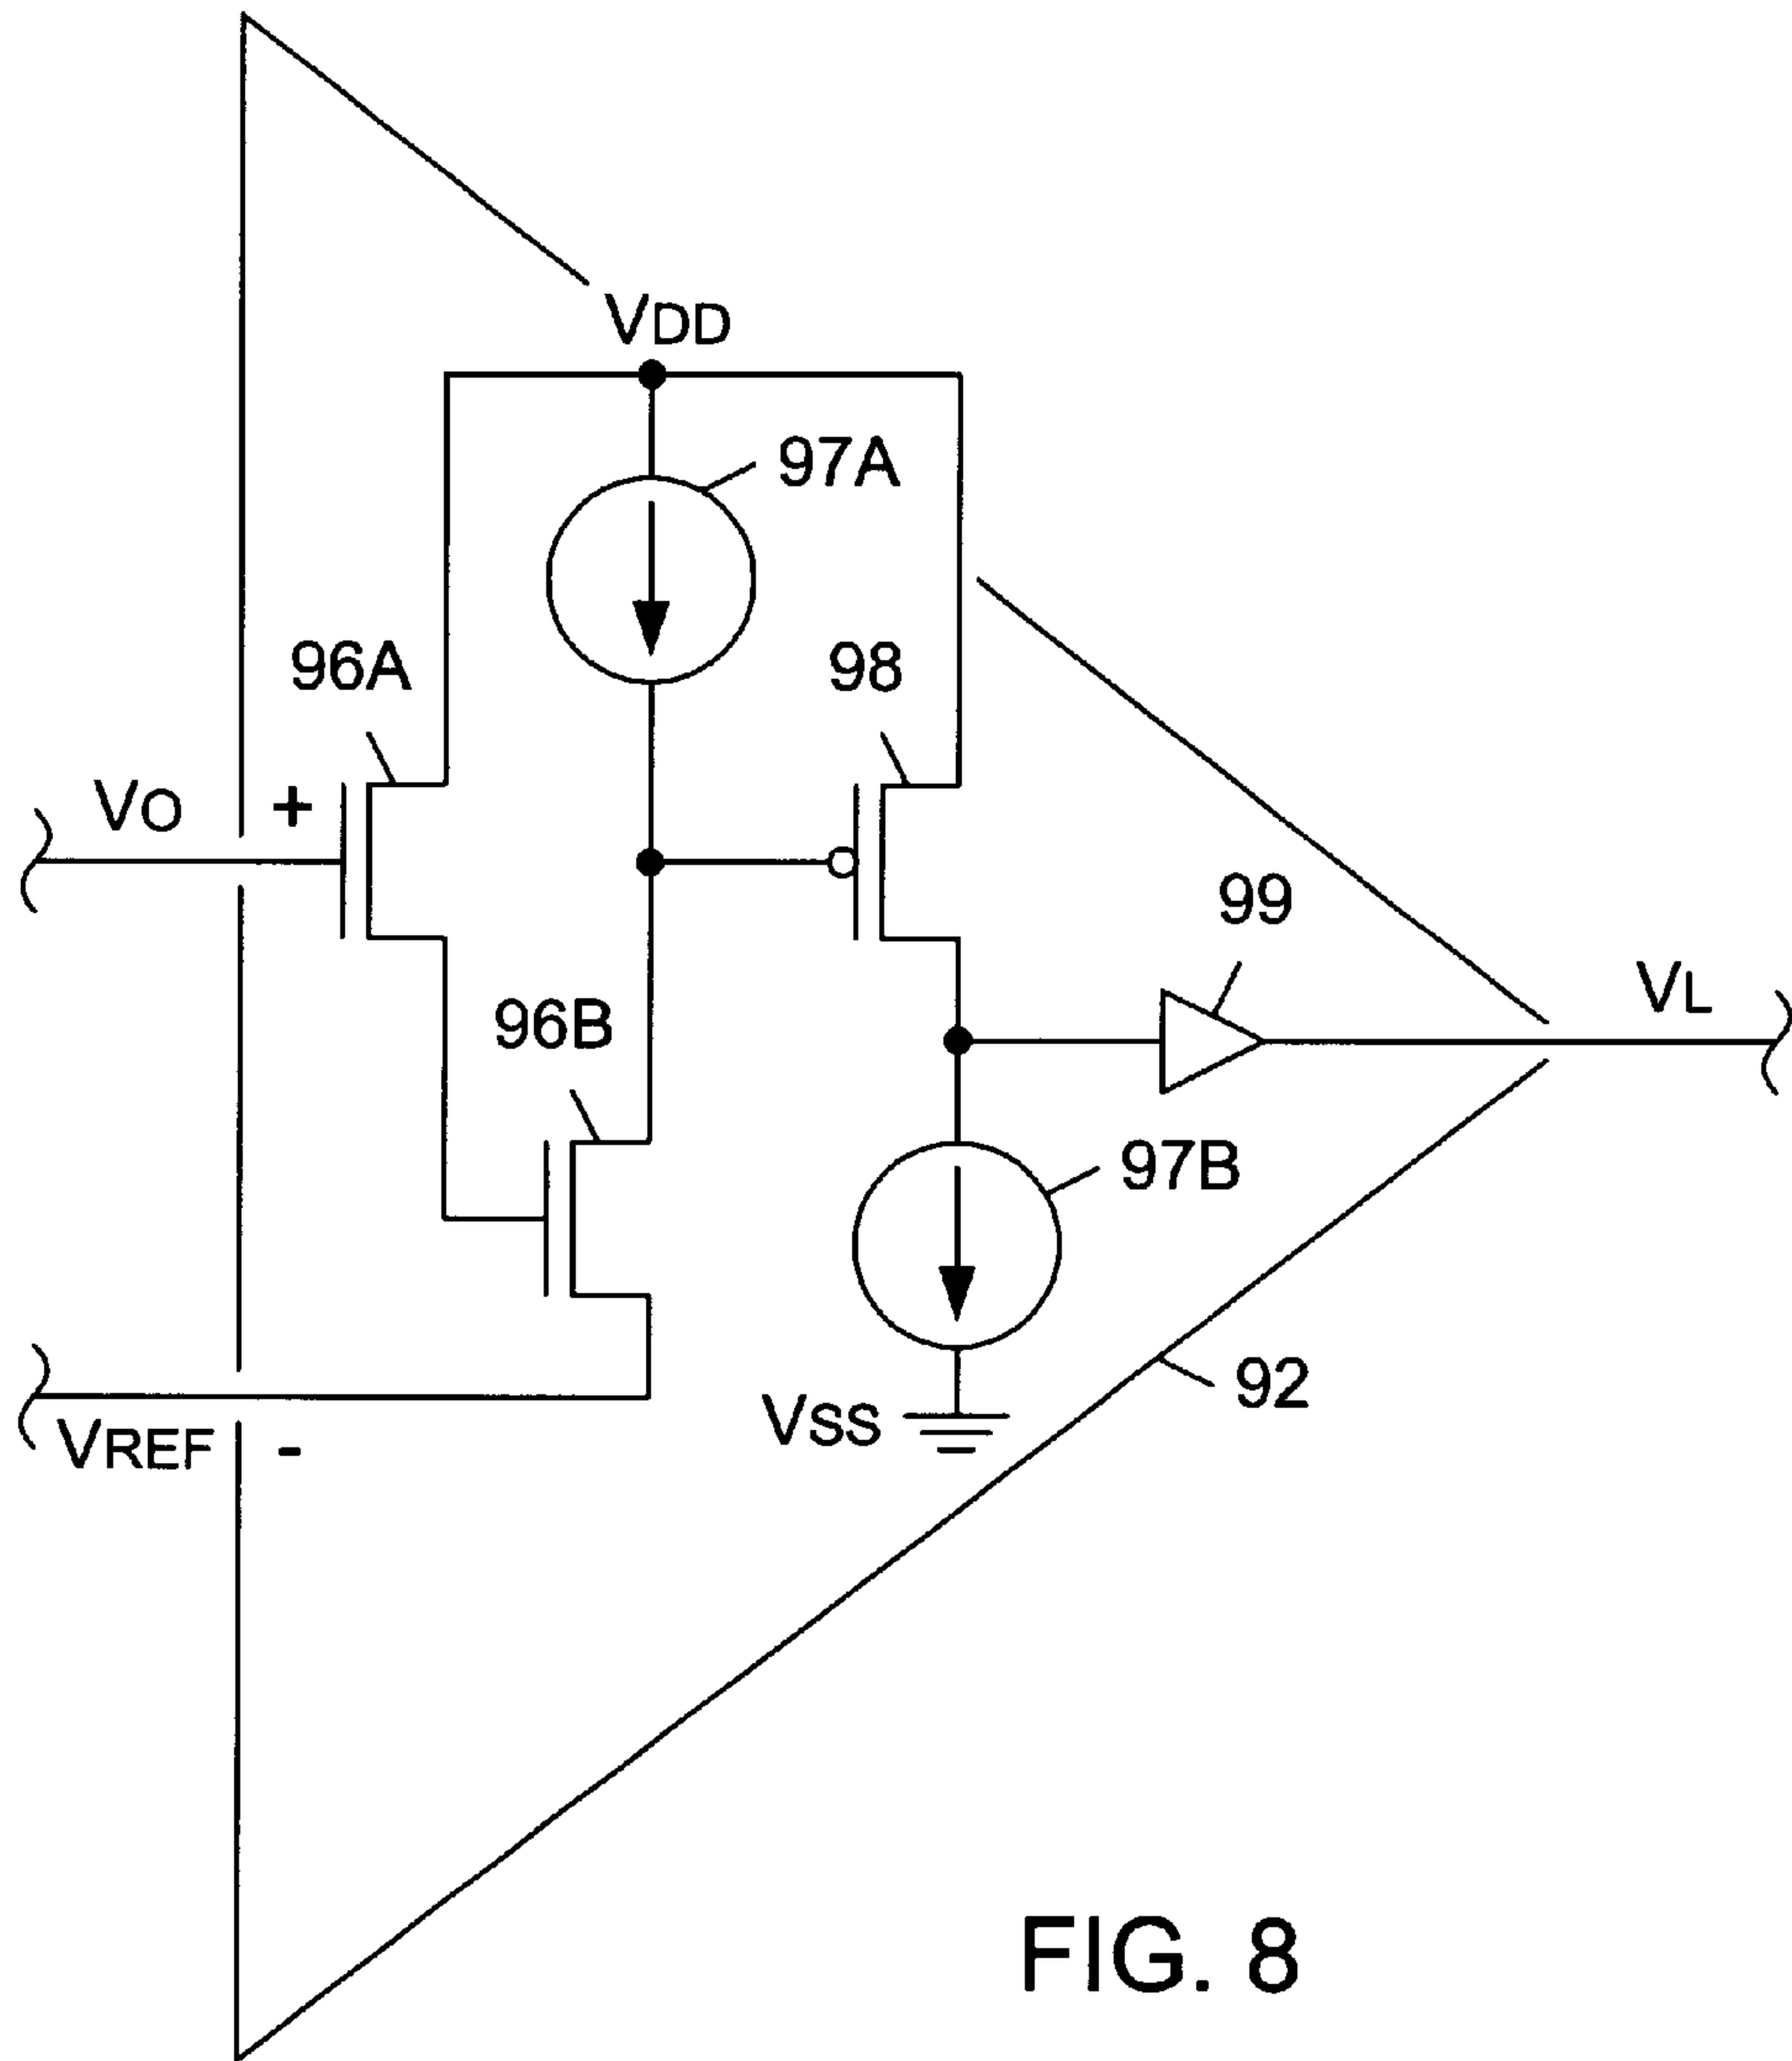 VDD
97A
96A
98
VO
+
99
VL
96B
97B
92
VSS
VREF
-
FIG. 8